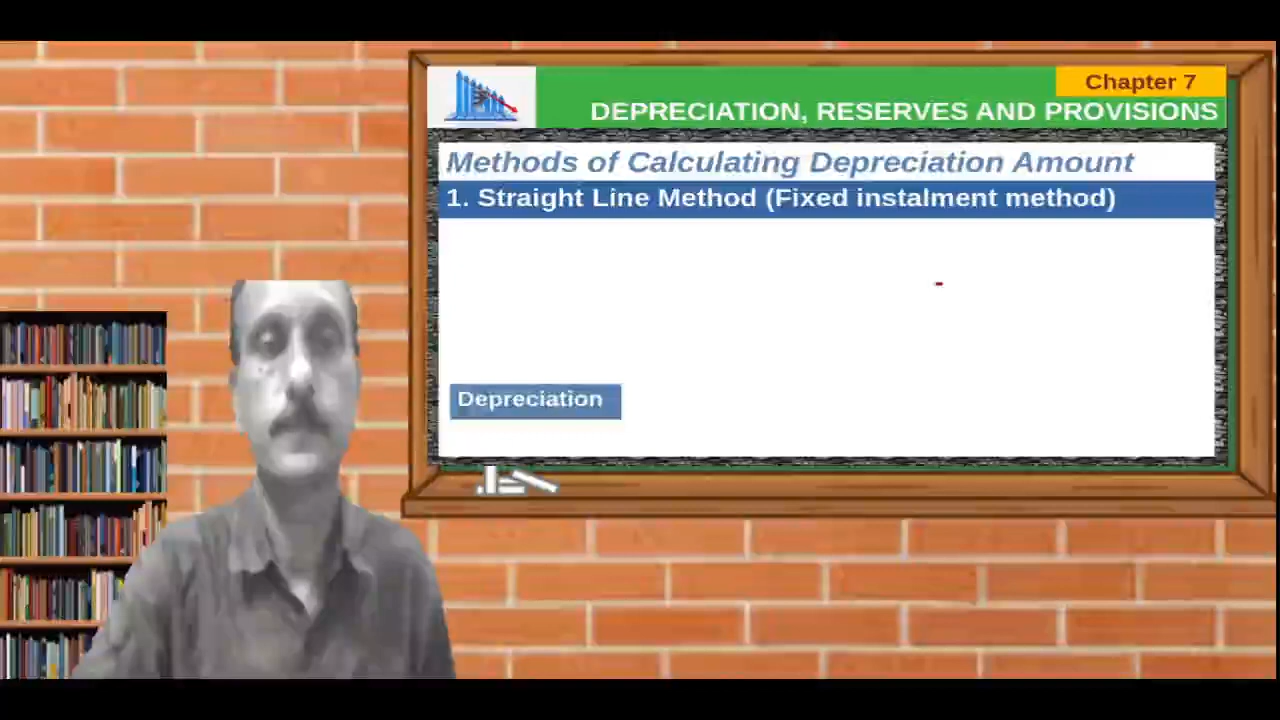 Chapter 7
DEPRECIATION, RESERVES AND PROVISIONS
Methods of Calculating Depreciation Amount
1. Straight Line Method (Fixed instalment method)
Depreciation